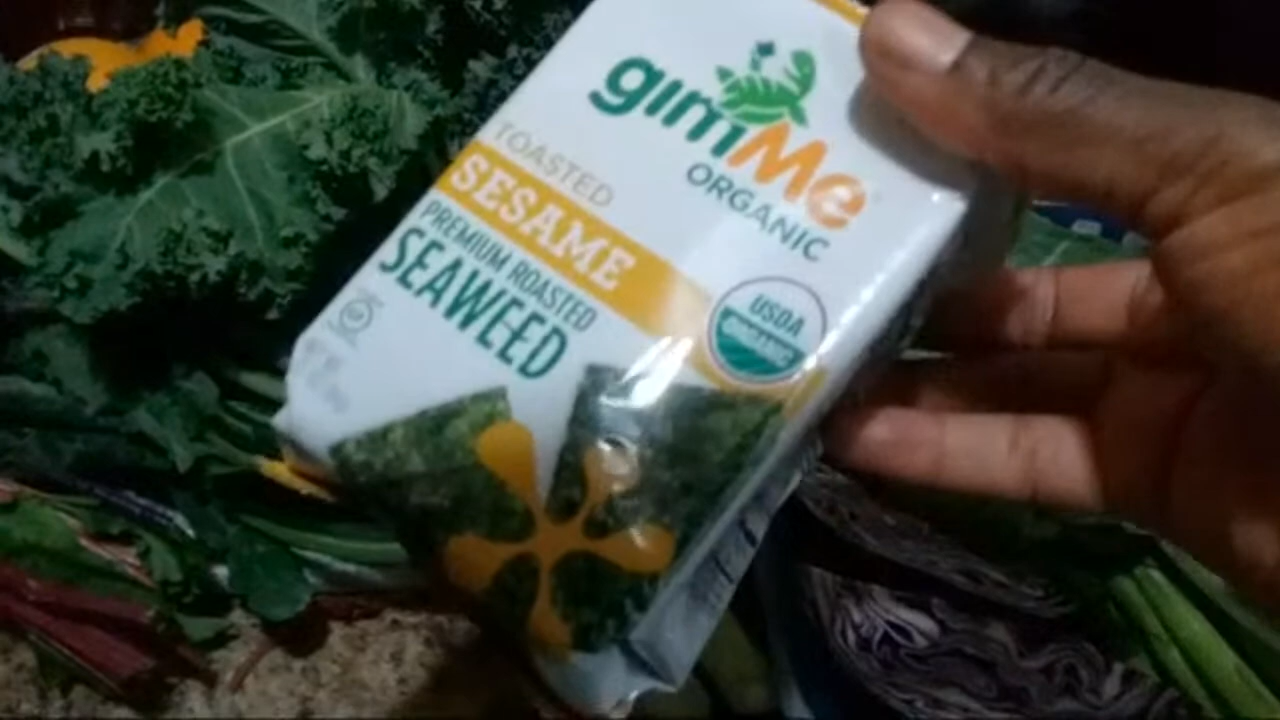 gimMe
ORGANIC
TOASTED
SESAME
PREMIUM ROASTED
SEAWEED
USDA
ORGANIC